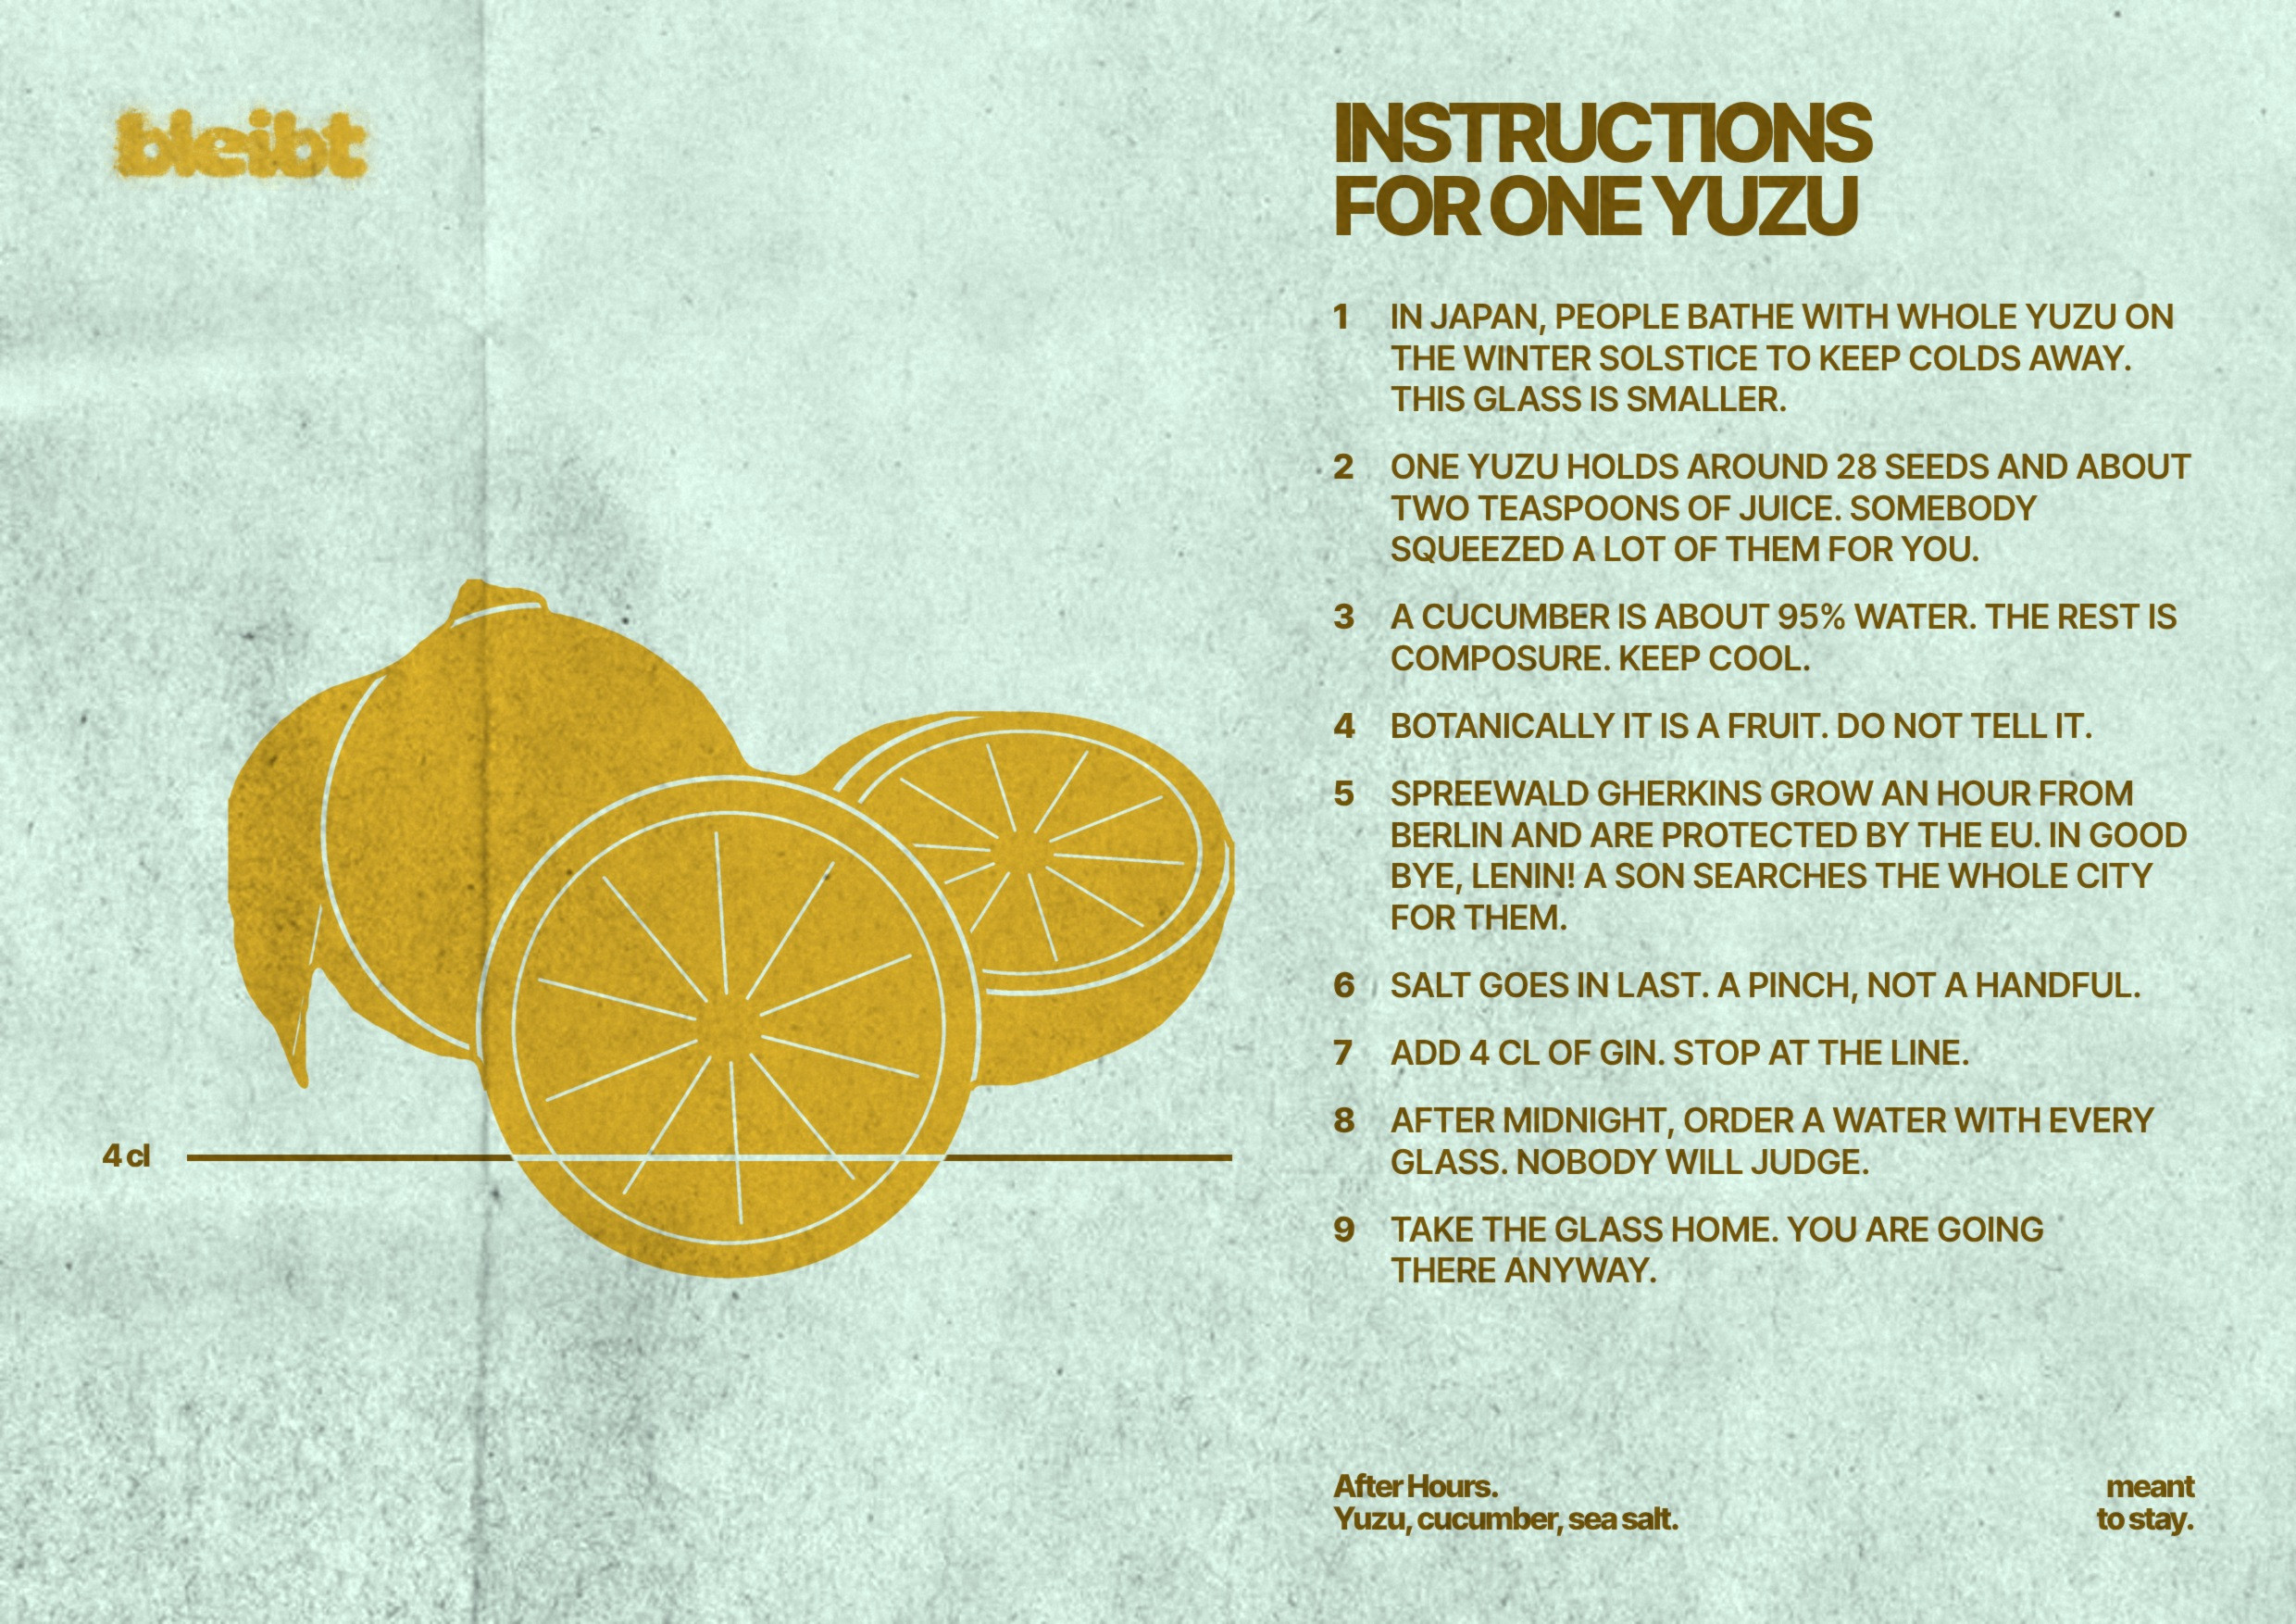 bleibt
INSTRUCTIONS
FOR ONE YUZU
1 IN JAPAN, PEOPLE BATHE WITH WHOLE YUZU ON
THE WINTER SOLSTICE TO KEEP COLDS AWAY.
THIS GLASS IS SMALLER.
2 ONE YUZU HOLDS AROUND 28 SEEDS AND ABOUT
TWO TEASPOONS OF JUICE. SOMEBODY
SQUEEZED A LOT OF THEM FOR YOU.
3 A CUCUMBER IS ABOUT 95% WATER. THE REST IS
COMPOSURE. KEEP COOL.
4 BOTANICALLY IT IS A FRUIT. DO NOT TELL IT.
5 SPREEWALD GHERKINS GROW AN HOUR FROM
BERLIN AND ARE PROTECTED BY THE EU. IN GOOD
BYE, LENIN! A SON SEARCHES THE WHOLE CITY
FOR THEM.
6 SALT GOES IN LAST. A PINCH, NOT A HANDFUL.
7 ADD 4 CL OF GIN. STOP AT THE LINE.
8 AFTER MIDNIGHT, ORDER A WATER WITH EVERY
GLASS. NOBODY WILL JUDGE.
9 TAKE THE GLASS HOME. YOU ARE GOING
THERE ANYWAY.
4 cl
After Hours.
Yuzu, cucumber, sea salt.
meant
to stay.